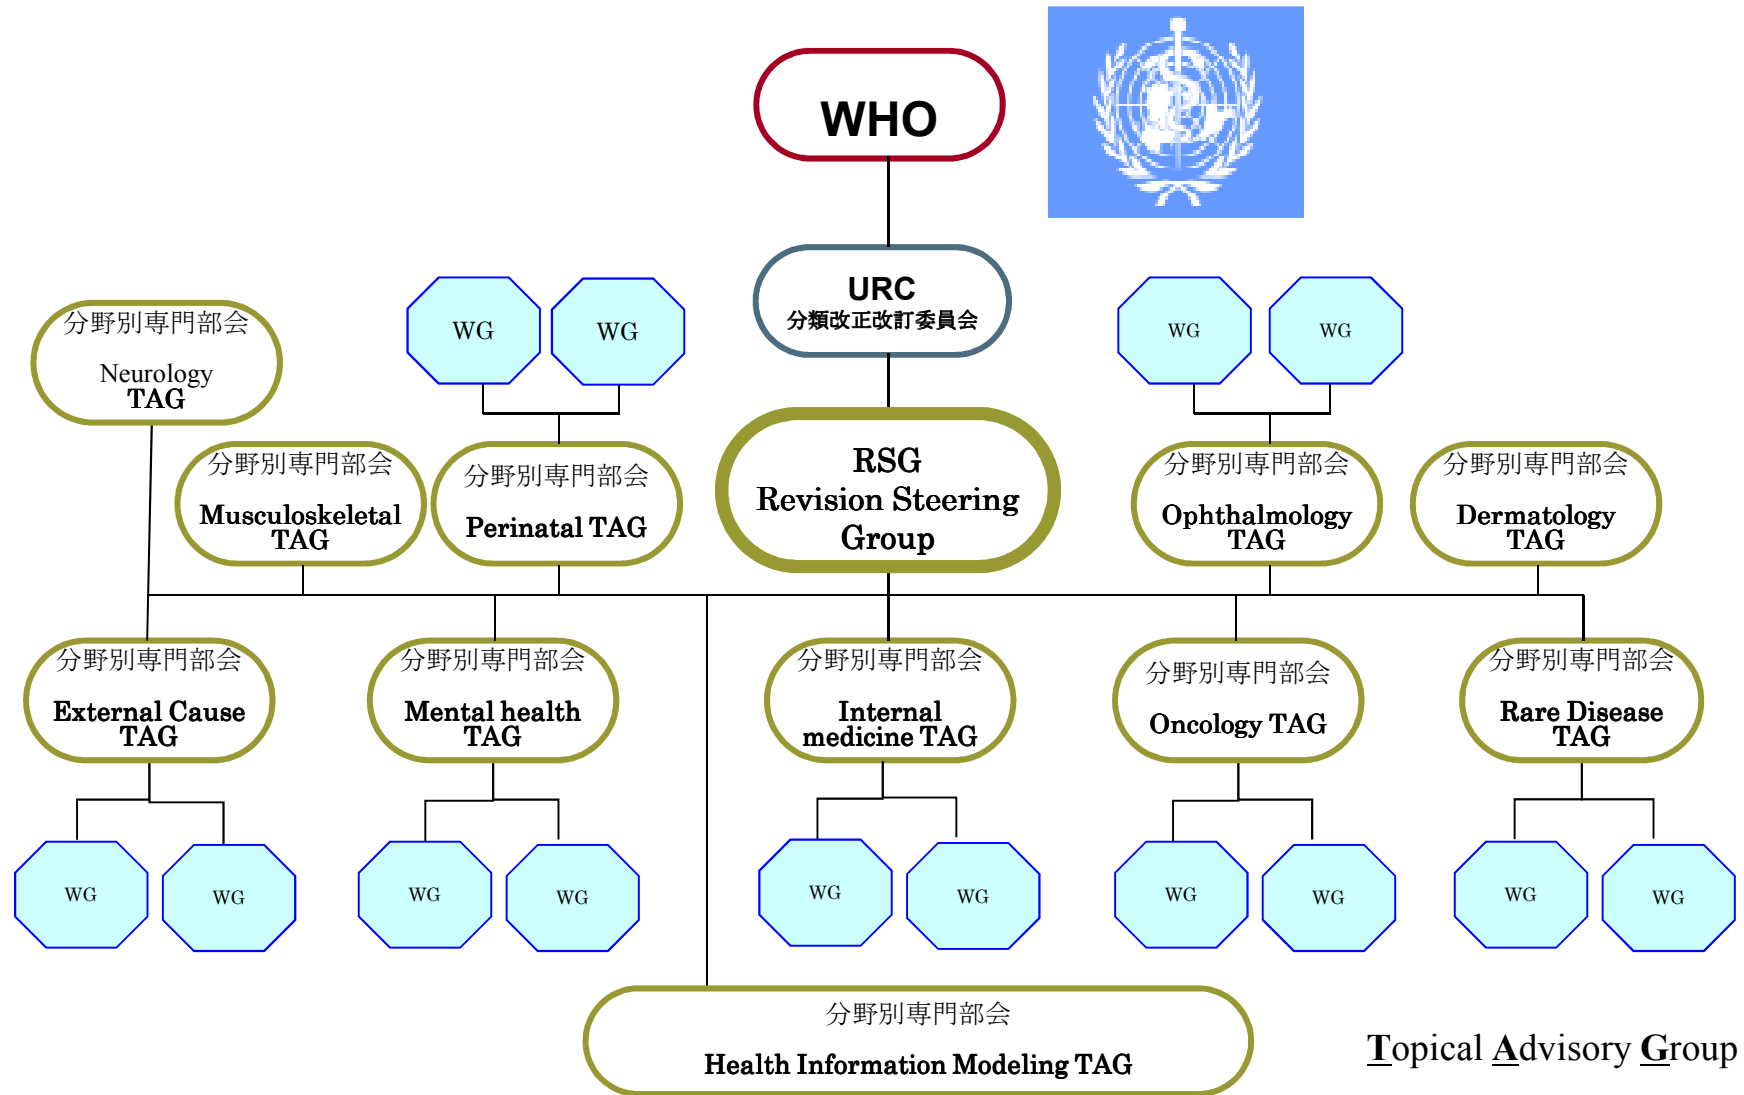 WHO
URC
分類改正改訂委員会
WG
WG
WG
WG
分野別専門部会
Neurology
TAG
分野別専門部会
Musculoskeletal
TAG
分野別専門部会
Perinatal TAG
RSG
Revision Steering
Group
分野別専門部会
Ophthalmology
TAG
分野別専門部会
Dermatology
TAG
分野別専門部会
External Cause
TAG
分野別専門部会
Mental health
TAG
分野別専門部会
Internal
medicine TAG
分野別専門部会
Oncology TAG
分野別専門部会
Rare Disease
TAG
WG
WG
WG
WG
WG
WG
WG
WG
WG
WG
分野別専門部会
Health Information Modeling TAG
Topical Advisory Group